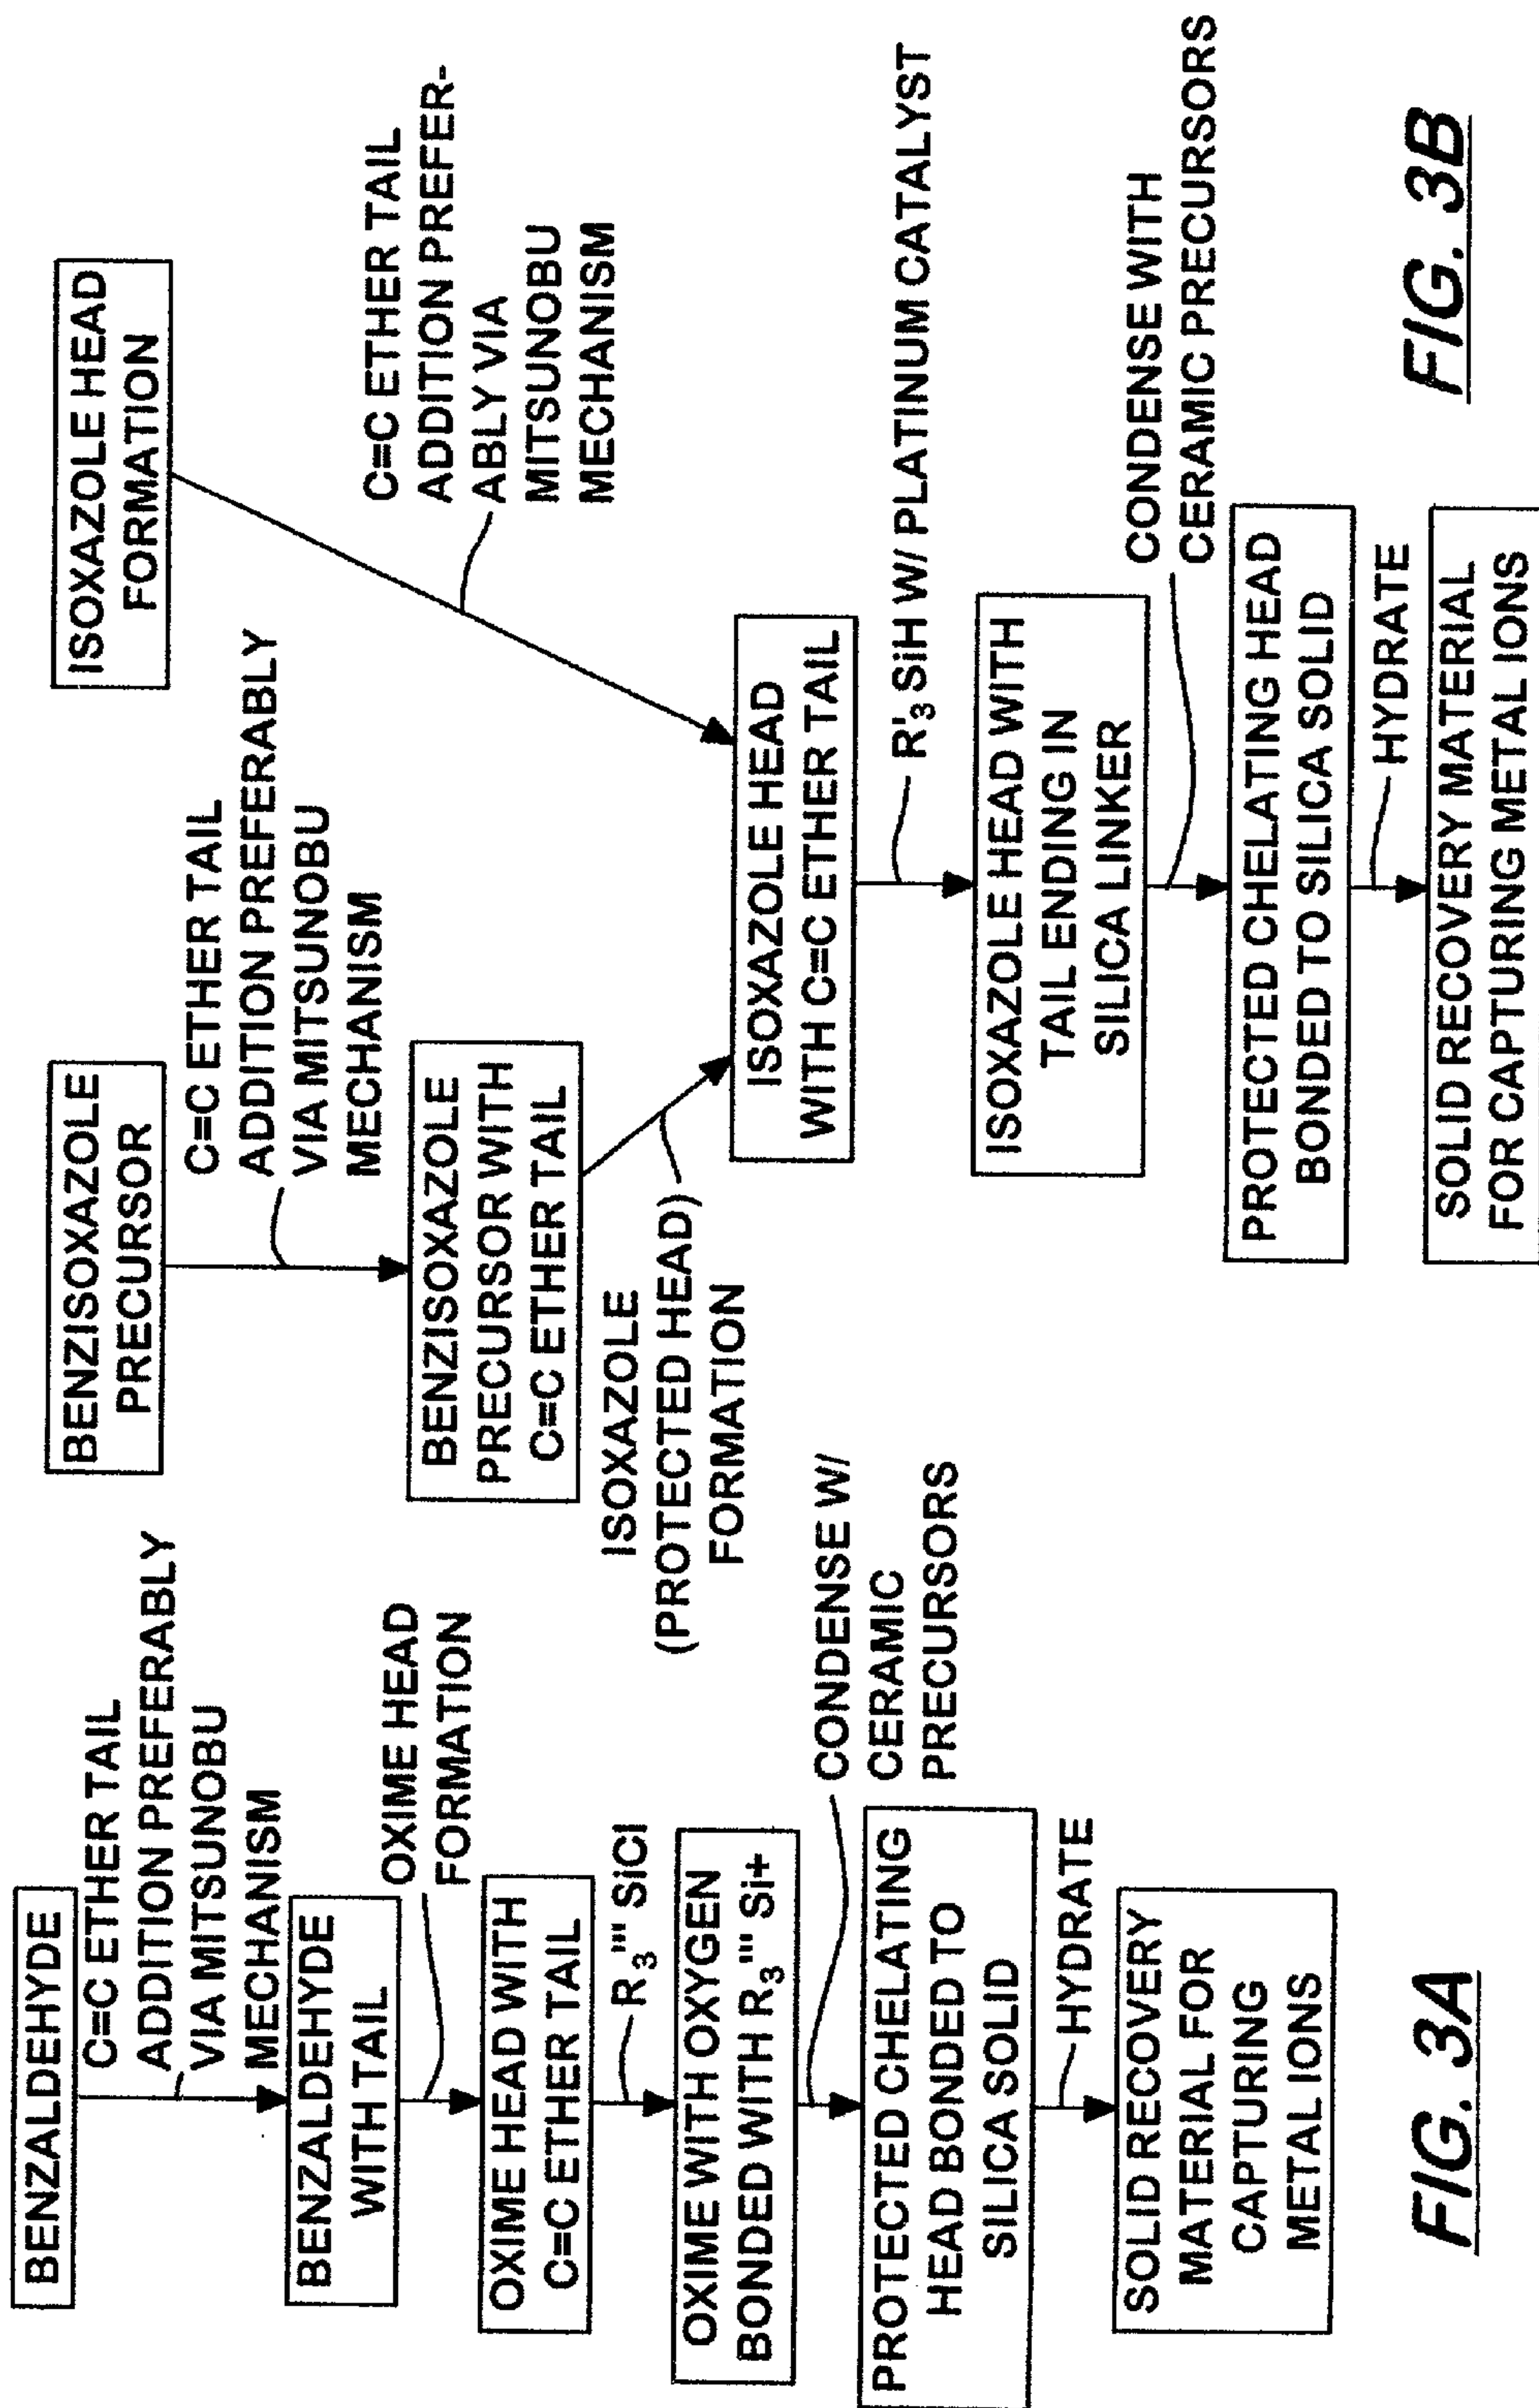 BENZALDEHYDE
C=C ETHER TAIL
ADDITION PREFERABLY
VIA MITSUNOBU
MECHANISM
BENZALDEHYDE
WITH TAIL
OXIME HEAD
FORMATION
OXIME HEAD WITH
C=C ETHER TAIL
R₃''' SiCl
OXIME WITH OXYGEN
BONDED WITH R₃''' Si+
CONDENSE W/
CERAMIC
PRECURSORS
PROTECTED CHELATING
HEAD BONDED TO
SILICA SOLID
HYDRATE
SOLID RECOVERY
MATERIAL FOR
CAPTURING
METAL IONS
FIG. 3A
BENZISOXAZOLE
PRECURSOR
C=C ETHER TAIL
ADDITION PREFERABLY
VIA MITSUNOBU
MECHANISM
BENZISOXAZOLE
PRECURSOR WITH
C=C ETHER TAIL
ISOXAZOLE
(PROTECTED HEAD)
FORMATION
ISOXAZOLE HEAD
FORMATION
C=C ETHER TAIL
ADDITION PREFER-
ABLY VIA
MITSUNOBU
MECHANISM
ISOXAZOLE HEAD
WITH C=C ETHER TAIL
R'₃ SiH W/ PLATINUM CATALYST
ISOXAZOLE HEAD WITH
TAIL ENDING IN
SILICA LINKER
CONDENSE WITH
CERAMIC PRECURSORS
PROTECTED CHELATING HEAD
BONDED TO SILICA SOLID
HYDRATE
SOLID RECOVERY MATERIAL
FOR CAPTURING METAL IONS
FIG. 3B